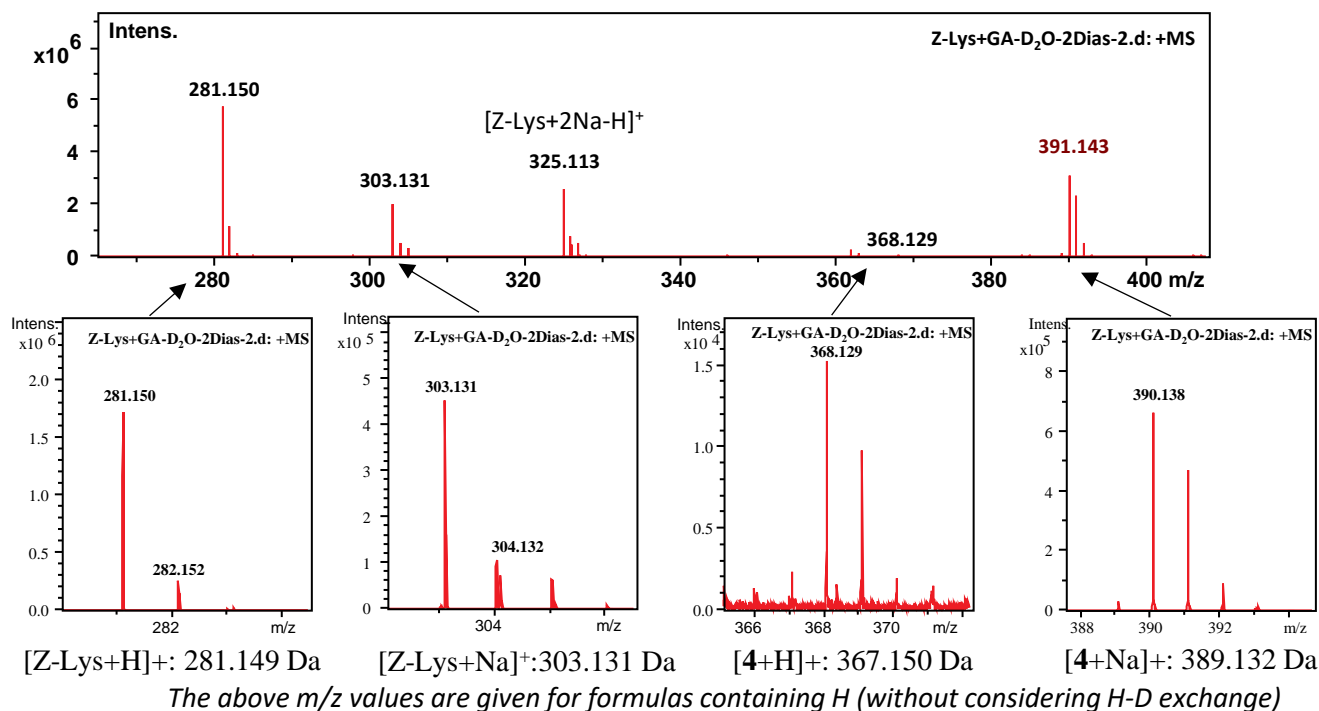 Intens.
x10⁶
Z-Lys+GA-D₂O-2Dias-2.d: +MS
281.150
[Z-Lys+2Na-H]⁺
391.143
303.131
325.113
368.129
6
4
2
0
280
300
320
340
360
380
400 m/z
Intens.
x10 ⁶
Z-Lys+GA-D₂O-2Dias-2.d: +MS
281.150
282.152
2.0
1.5
1.0
0.5
0.0
282
m/z
Intens.
x10 ⁵
Z-Lys+GA-D₂O-2Dias-2.d: +MS
303.131
304.132
5
4
3
2
1
0
304
m/z
Intens.
x10 ⁴
Z-Lys+GA-D₂O-2Dias-2.d: +MS
368.129
1.5
1.0
0.5
0.0
366
368
370
m/z
Intens.
x10⁵
Z-Lys+GA-D₂O-2Dias-2.d: +MS
390.138
8
6
4
2
0
388
390
392
m/z
[Z-Lys+H]+: 281.149 Da
[Z-Lys+Na]⁺:303.131 Da
[4+H]+: 367.150 Da
[4+Na]+: 389.132 Da
The above m/z values are given for formulas containing H (without considering H-D exchange)